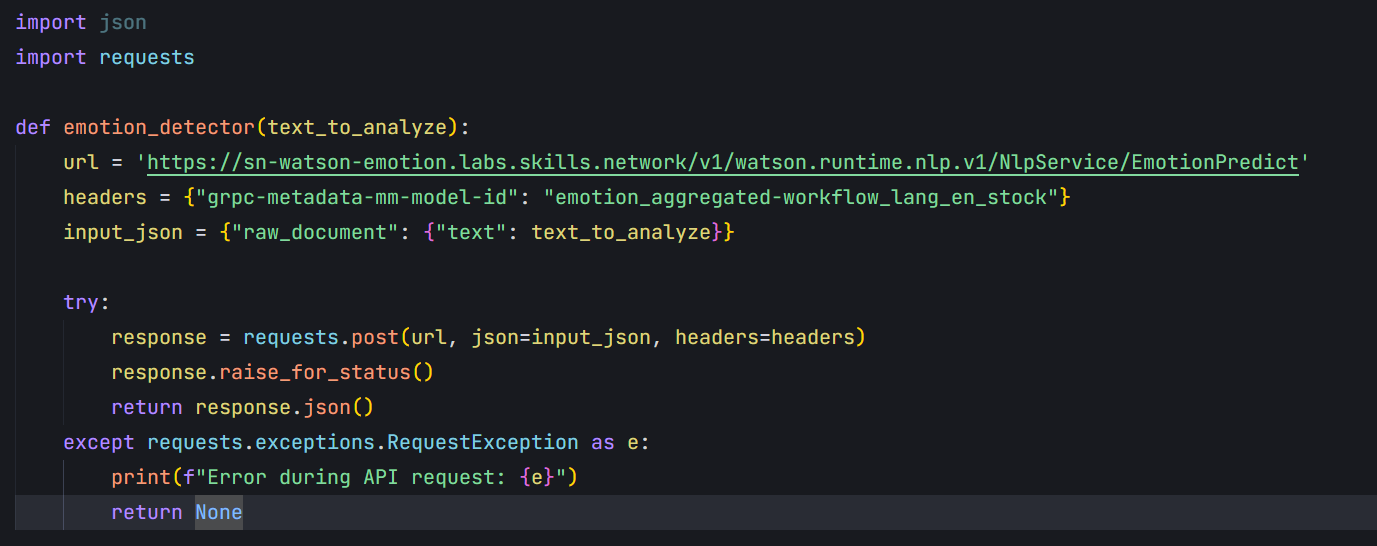 import json
import requests

def emotion_detector(text_to_analyze):
    url = 'https://sn-watson-emotion.labs.skills.network/v1/watson.runtime.nlp.v1/NlpService/EmotionPredict'
    headers = {"grpc-metadata-mm-model-id": "emotion_aggregated-workflow_lang_en_stock"}
    input_json = {"raw_document": {"text": text_to_analyze}}

    try:
        response = requests.post(url, json=input_json, headers=headers)
        response.raise_for_status()
        return response.json()
    except requests.exceptions.RequestException as e:
        print(f"Error during API request: {e}")
        return None